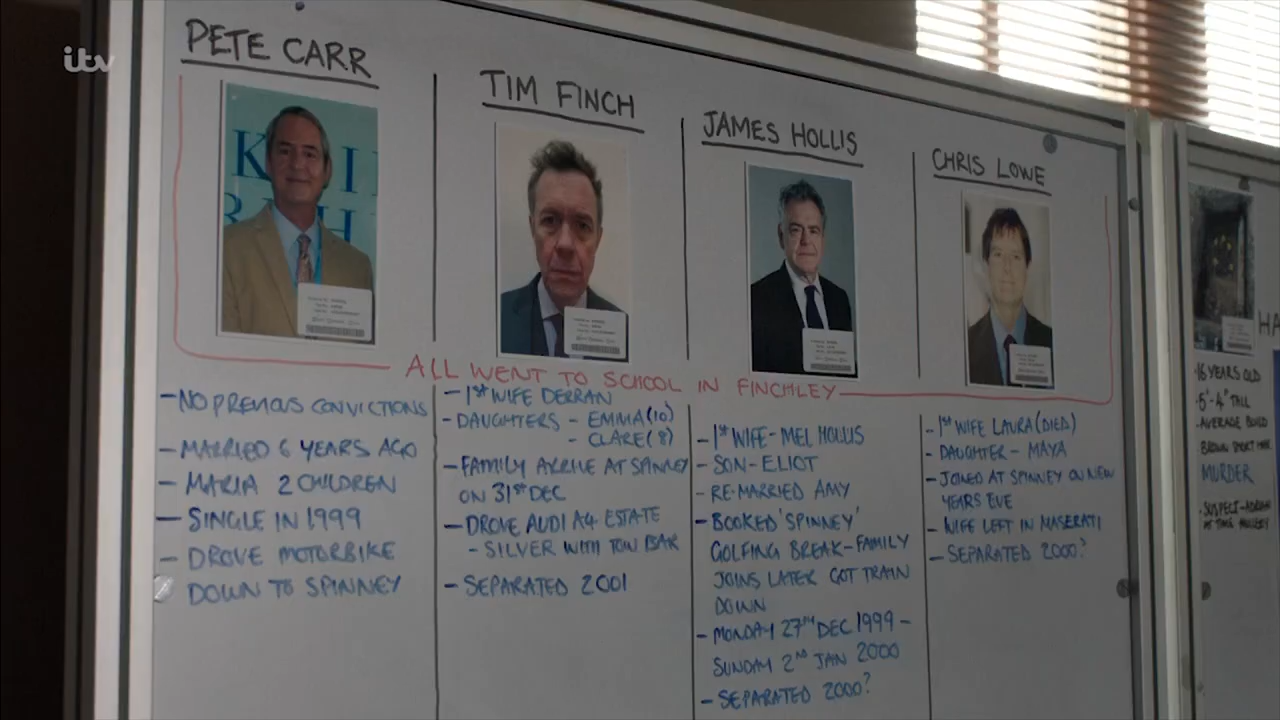 itv
PETE CARR
TIM FINCH
JAMES HOLLIS
CHRIS LOWE
ALL WENT TO SCHOOL IN FINCHLEY
- NO PREVIOUS CONVICTIONS
- MARRIED 6 YEARS AGO
- MARIA 2 CHILDREN
- SINGLE IN 1999
- DROVE MOTORBIKE
DOWN TO SPINNEY
- 1ST WIFE DERRAN
- DAUGHTERS - EMMA (10)
- CLARE (8)
- FAMILY ARRIVE AT SPINNEY
ON 31ST DEC
- DROVE AUDI A4 ESTATE
- SILVER WITH TOW BAR
- SEPARATED 2001
- 1ST WIFE - MEL HOLLIS
- SON - ELIOT
- RE-MARRIED AMY
- BOOKED 'SPINNEY'
GOLFING BREAK - FAMILY
JOINS LATER GOT TRAIN
DOWN
- MONDAY 27TH DEC 1999 -
SUNDAY 2ND JAN 2000
- SEPARATED 2000?
- 1ST WIFE LAURA (DIED)
- DAUGHTER - MAYA
- JOINED AT SPINNEY ON NEW
YEARS EVE
- WIFE LEFT IN MASERATI
- SEPARATED 2000?
HA
- 16 YEARS OLD
- 5'-4" TALL
- AVERAGE BUILD
BROWN SHORT
MURDER